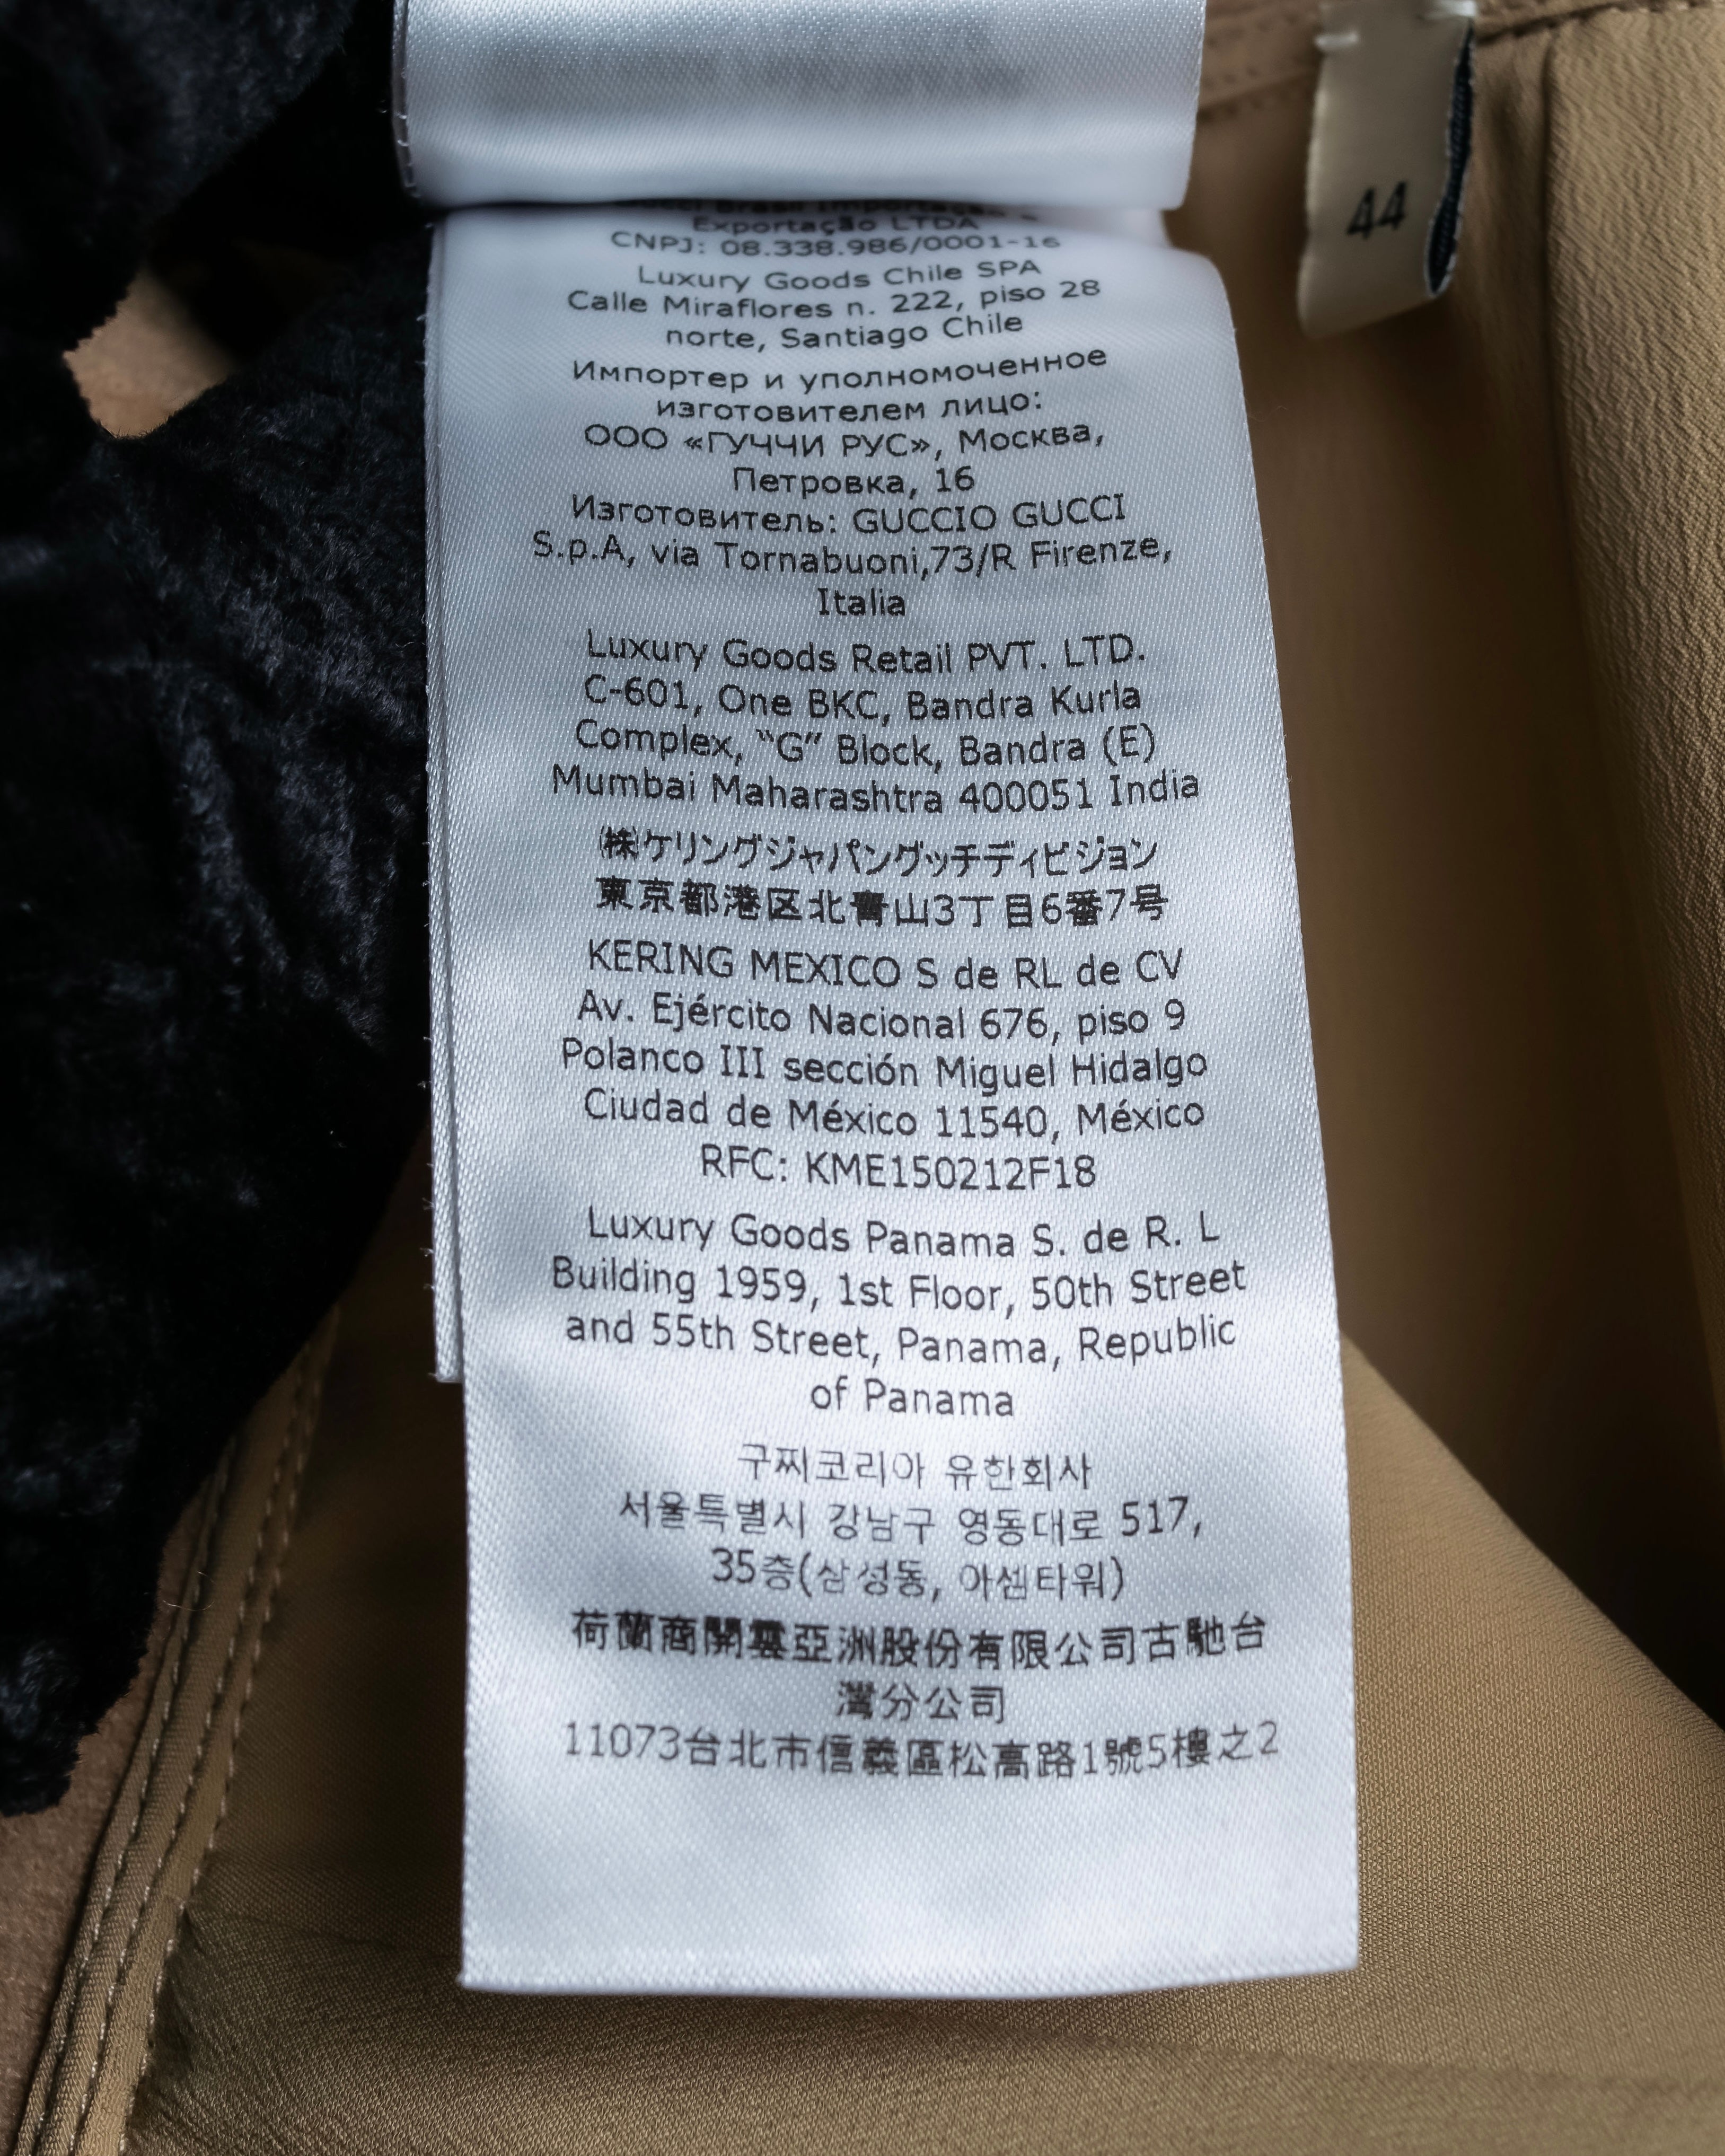 Exportação LTDA
CNPJ: 08.338.986/0001-16
Luxury Goods Chile SPA
Calle Miraflores n. 222, piso 28
norte, Santiago Chile
Импортер и уполномоченное
изготовителем лицо:
ООО «ГУЧЧИ РУС», Москва,
Петровка, 16
Изготовитель: GUCCIO GUCCI
S.p.A, via Tornabuoni,73/R Firenze,
Italia
Luxury Goods Retail PVT. LTD.
C-601, One BKC, Bandra Kurla
Complex, “G” Block, Bandra (E)
Mumbai Maharashtra 400051 India
㈱ケリングジャパングッチディビジョン
東京都港区北青山3丁目6番7号
KERING MEXICO S de RL de CV
Av. Ejército Nacional 676, piso 9
Polanco III sección Miguel Hidalgo
Ciudad de México 11540, México
RFC: KME150212F18
Luxury Goods Panama S. de R. L
Building 1959, 1st Floor, 50th Street
and 55th Street, Panama, Republic
of Panama
구찌코리아 유한회사
서울특별시 강남구 영동대로 517,
35층(삼성동, 아셈타워)
荷蘭商開雲亞洲股份有限公司古馳台
灣分公司
11073台北市信義區松高路1號5樓之2
44